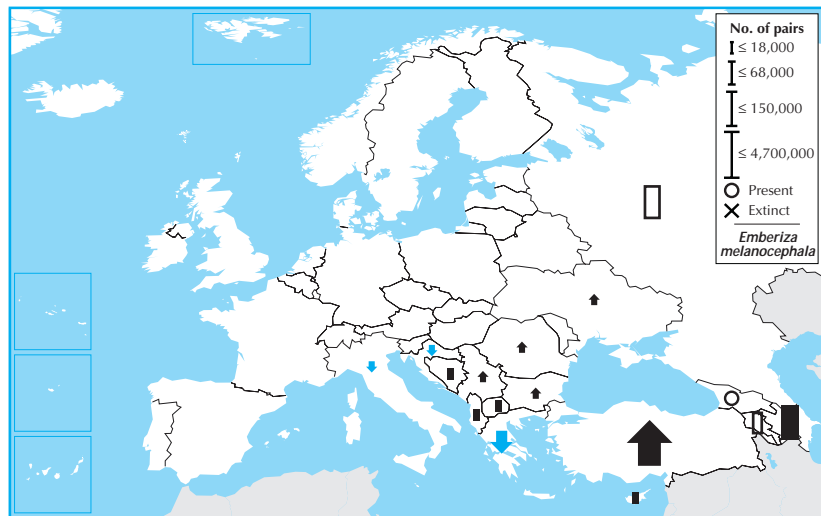 No. of pairs
≤ 18,000
≤ 68,000
≤ 150,000
≤ 4,700,000
Present
Extinct
Emberiza
melanocephala